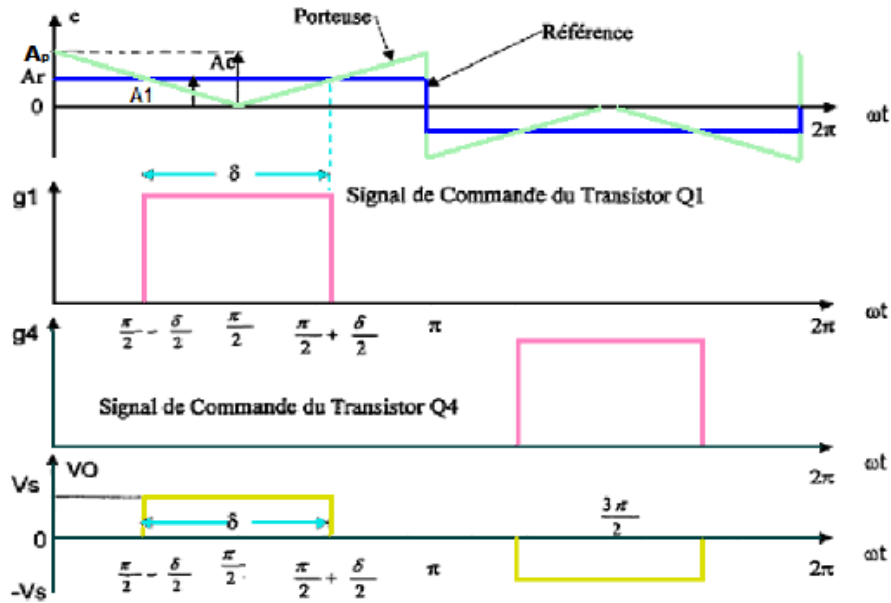 e
Porteuse
Référence
Ap
Ac
Ar
A1
0
2π
ωt
δ
g1
Signal de Commande du Transistor Q1
π/2 - δ/2
π/2
π/2 + δ/2
π
2π
ωt
g4
Signal de Commande du Transistor Q4
2π
ωt
VO
Vs
δ
3π/2
0
ωt
π/2 - δ/2
π/2
π/2 + δ/2
π
2π
-Vs